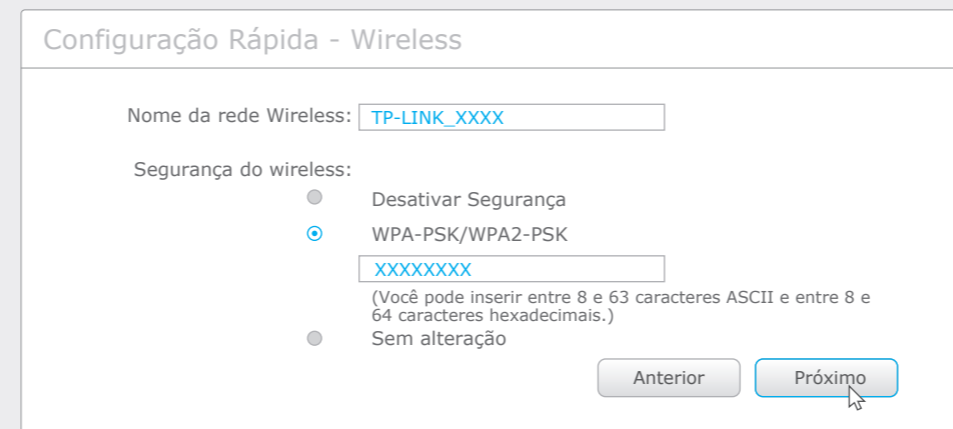 Configuração Rápida - Wireless
Nome da rede Wireless: TP-LINK_XXXX
Segurança do wireless:
Desativar Segurança
WPA-PSK/WPA2-PSK
XXXXXXXX
(Você pode inserir entre 8 e 63 caracteres ASCII e entre 8 e
64 caracteres hexadecimais.)
Sem alteração
Anterior Próximo